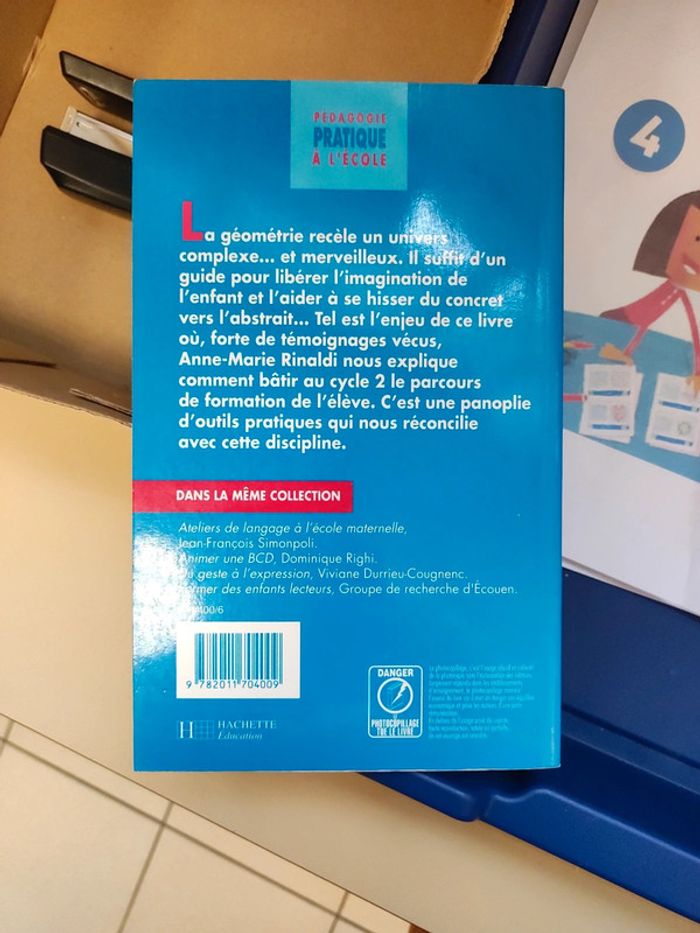 PÉDAGOGIE
PRATIQUE
À L'ÉCOLE
4
La géométrie recèle un univers
complexe... et merveilleux. Il suffit d'un
guide pour libérer l'imagination de
l'enfant et l'aider à se hisser du concret
vers l'abstrait... Tel est l'enjeu de ce livre
où, forte de témoignages vécus,
Anne-Marie Rinaldi nous explique
comment bâtir au cycle 2 le parcours
de formation de l'élève. C'est une panoplie
d'outils pratiques qui nous réconcilie
avec cette discipline.
DANS LA MÊME COLLECTION
Ateliers de langage à l'école maternelle,
Jean-François Simonpoli.
Animer une BCD, Dominique Righi.
Du geste à l'expression, Viviane Durrieu-Cougnenc.
Former des enfants lecteurs, Groupe de recherche d'Écouen.
400/6
9 782011 704009
H HACHETTE
Education
DANGER
LE
PHOTOCOPILLAGE
TUE LE LIVRE